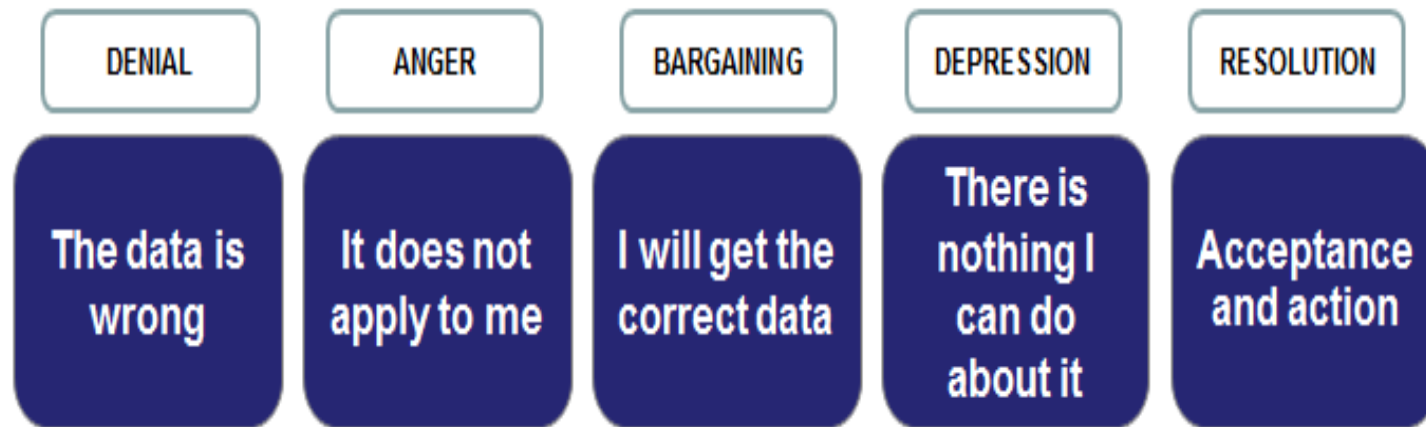 DENIAL
ANGER
BARGAINING
DEPRESSION
RESOLUTION
The data is
wrong
It does not
apply to me
I will get the
correct data
There is
nothing I
can do
about it
Acceptance
and action